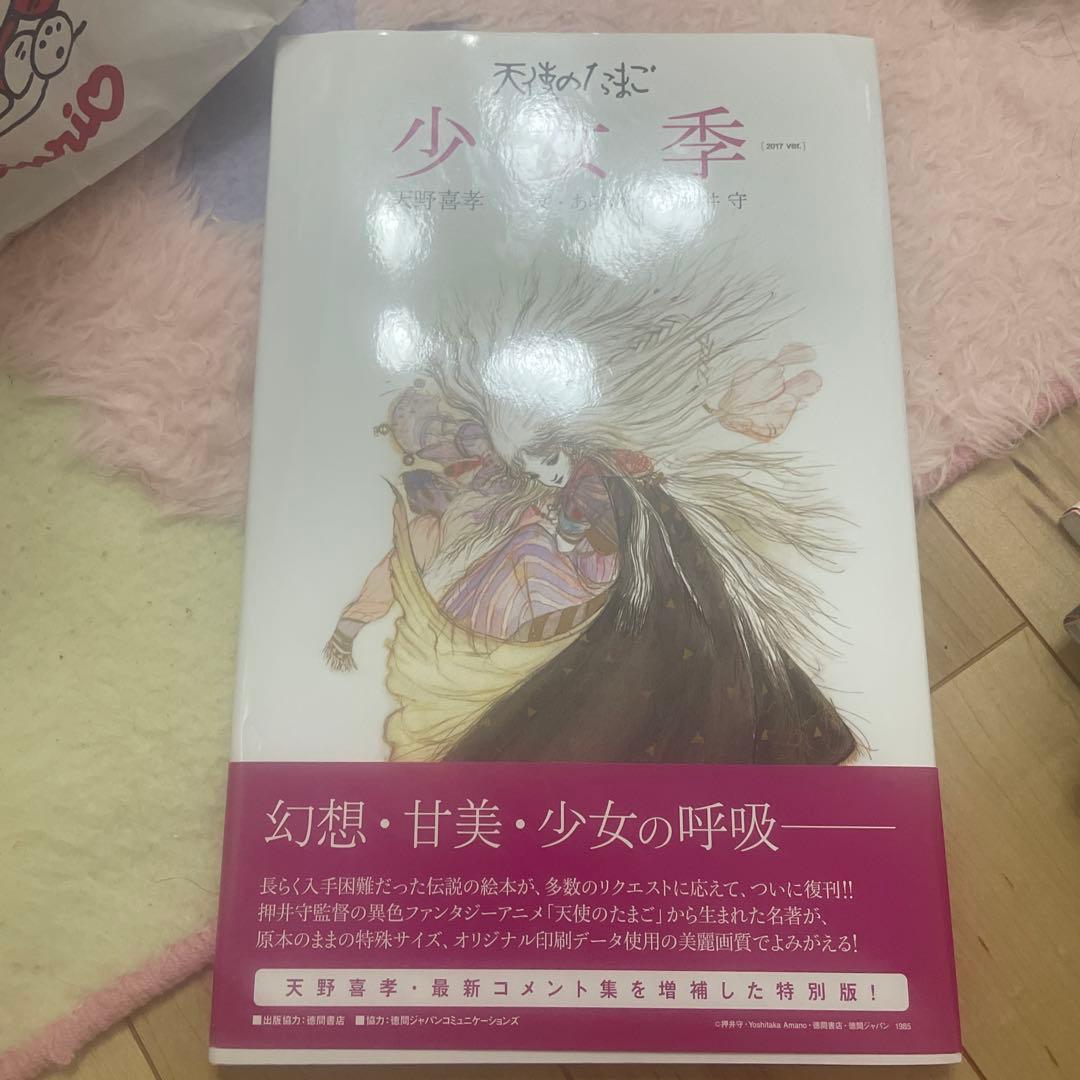 天使のたまご
少女季
[2017 ver.]
天野喜孝 文・ 守
幻想・甘美・少女の呼吸――
長らく入手困難だった伝説の絵本が、多数のリクエストに応えて、ついに復刊!!
押井守監督の異色ファンタジーアニメ「天使のたまご」から生まれた名著が、
原本のままの特殊サイズ、オリジナル印刷データ使用の美麗画質でよみがえる!
天野喜孝・最新コメント集を増補した特別版!
■出版協力:徳間書店 ■協力:徳間ジャパンコミュニケーションズ
©押井守・Yoshitaka Amano・徳間書店・徳間ジャパン 1985